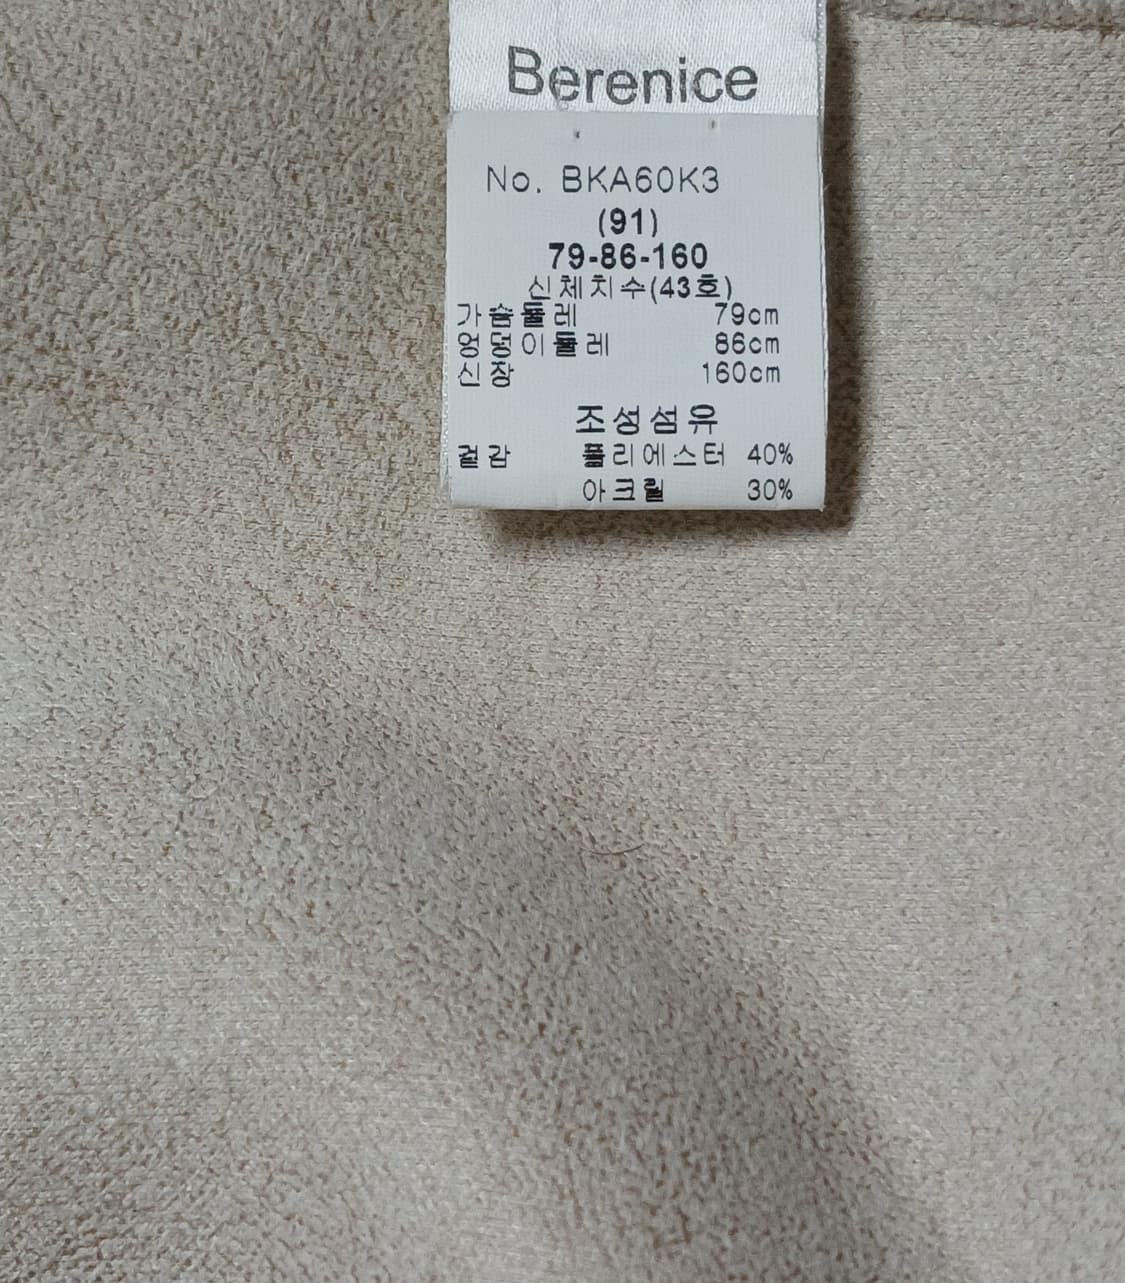 Berenice
No. BKA60K3
(91)
79-86-160
신체치수(43호)
가슴둘레 79cm
엉덩이둘레 86cm
신장 160cm
조성섬유
겉감 폴리에스터 40%
아크릴 30%